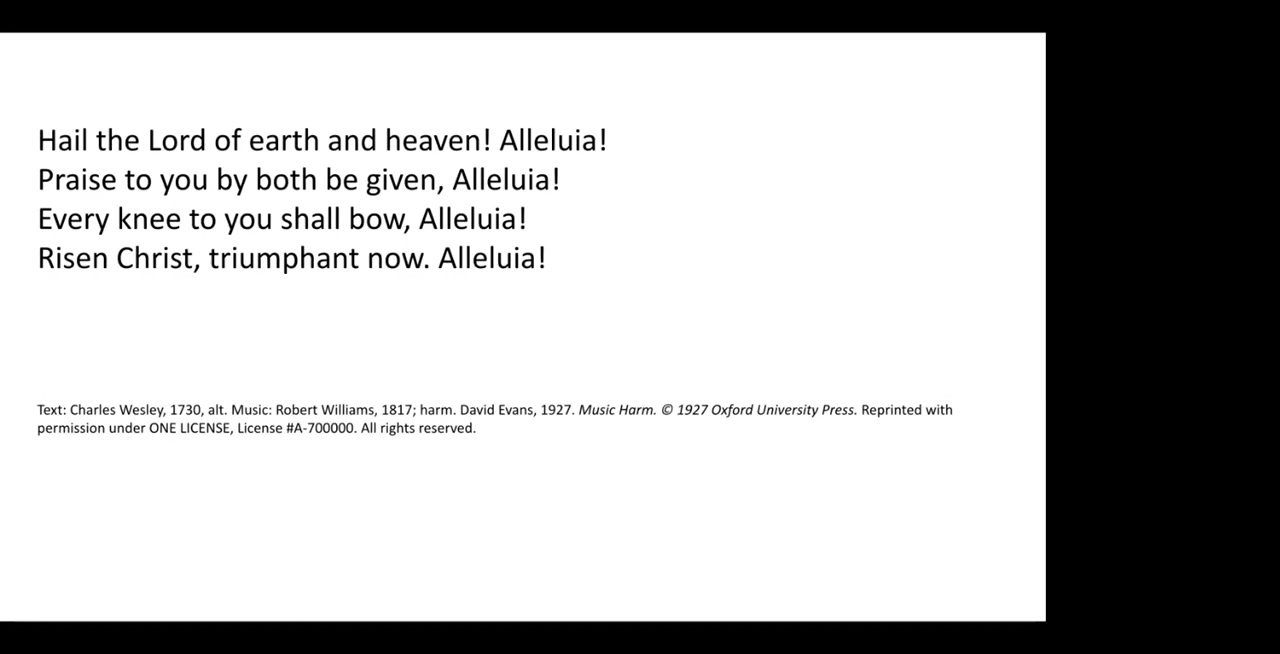 Hail the Lord of earth and heaven! Alleluia!
Praise to you by both be given, Alleluia!
Every knee to you shall bow, Alleluia!
Risen Christ, triumphant now. Alleluia!
Text: Charles Wesley, 1730, alt. Music: Robert Williams, 1817; harm. David Evans, 1927. Music Harm. © 1927 Oxford University Press. Reprinted with
permission under ONE LICENSE, License #A-700000. All rights reserved.